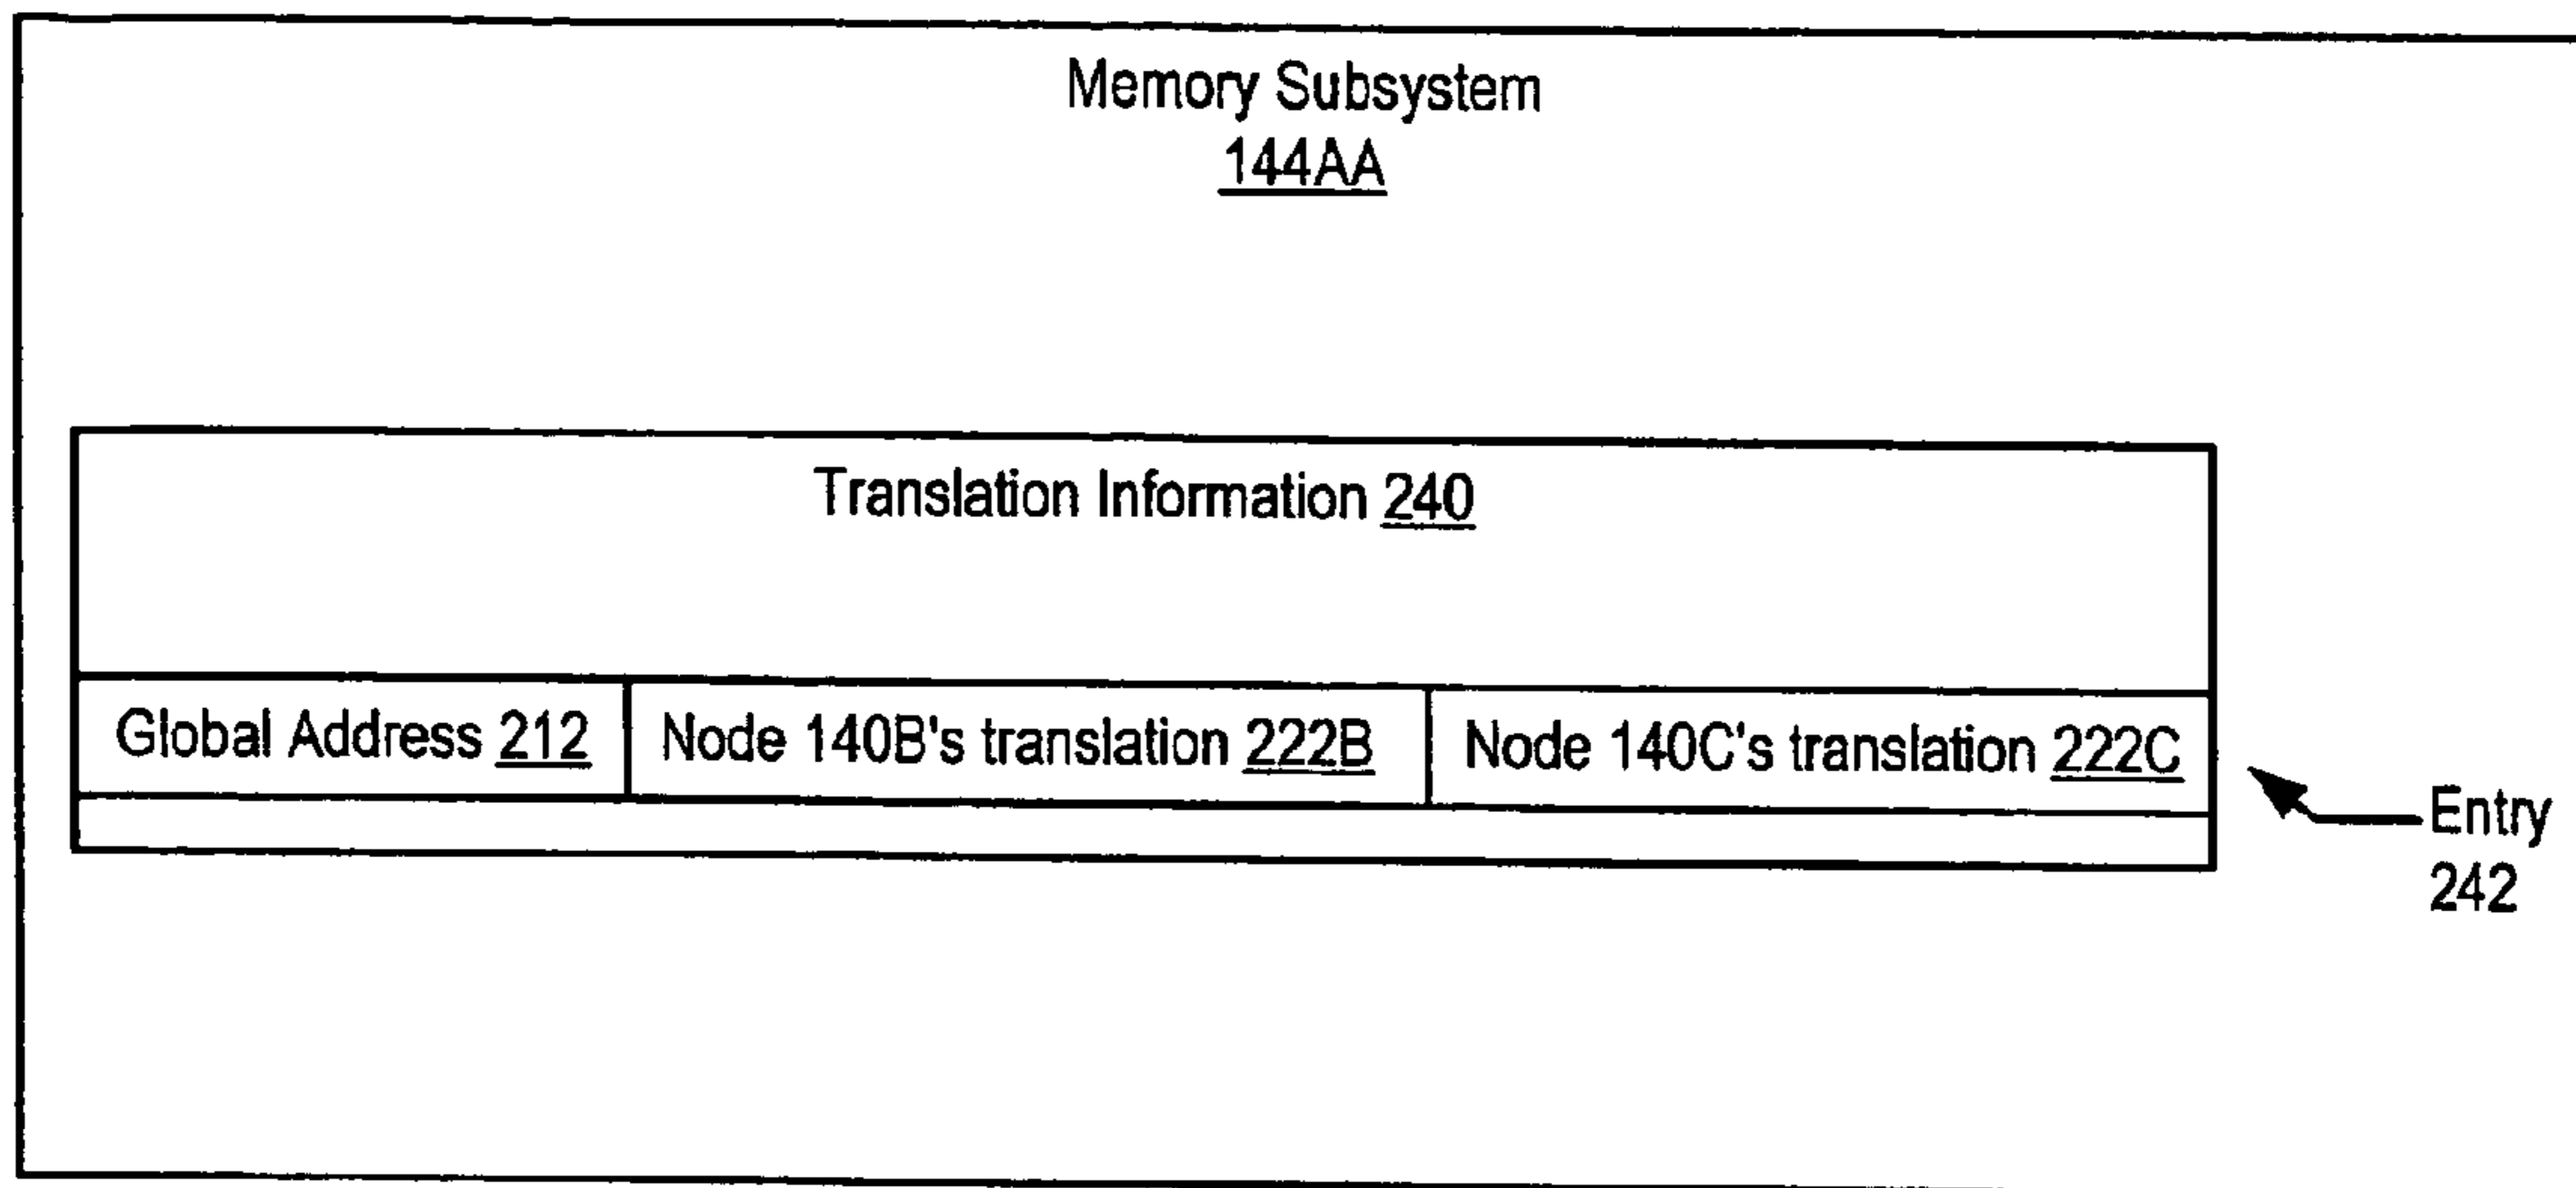 Memory Subsystem
144AA
Translation Information 240
Global Address 212
Node 140B's translation 222B
Node 140C's translation 222C
Entry
242